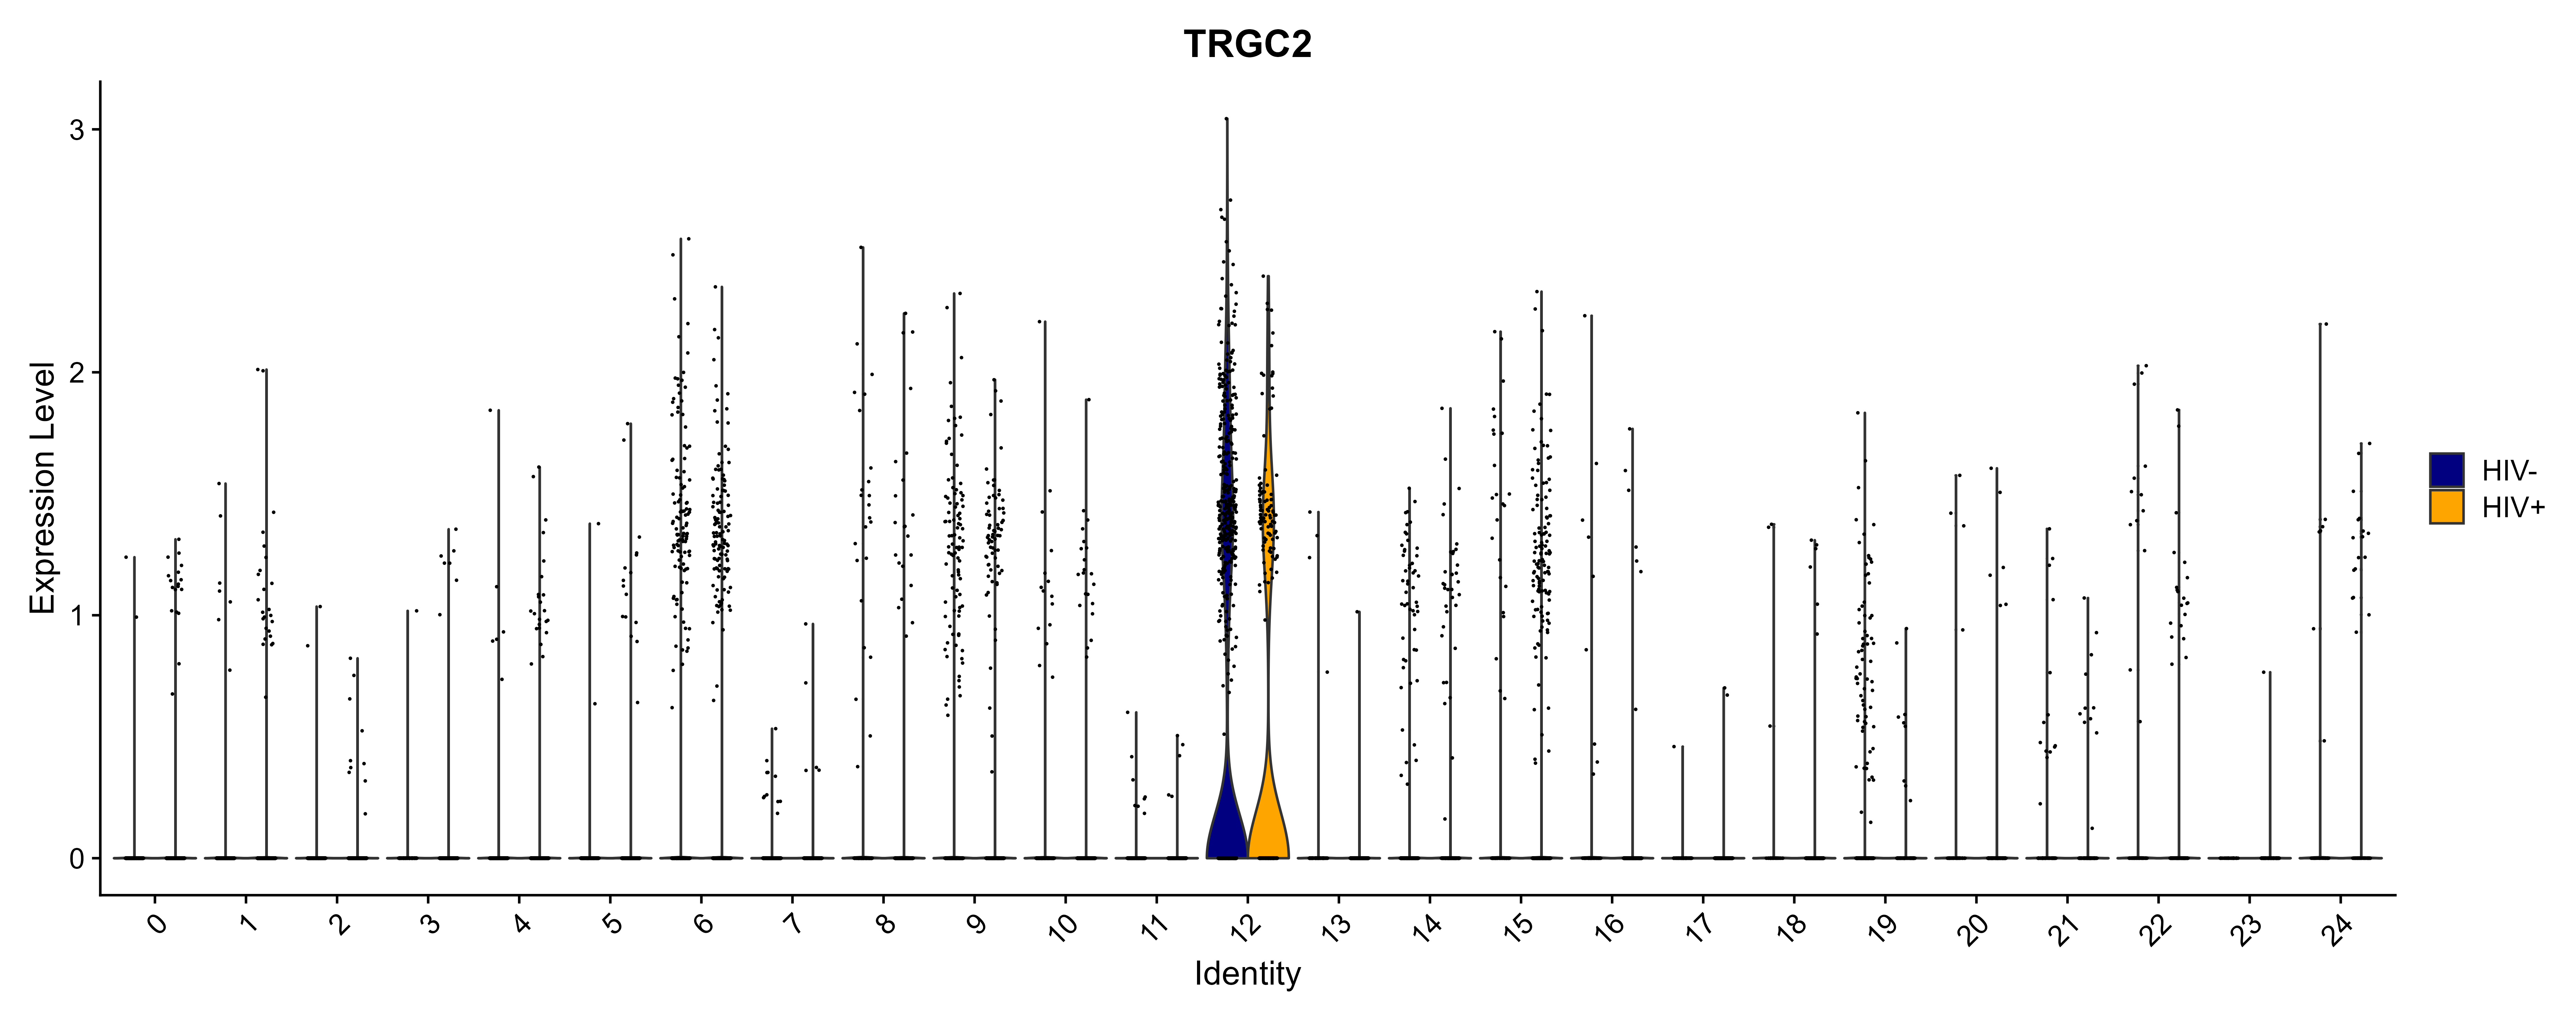 TRGC2
Expression Level
3
2
1
0
0 1 2 3 4 5 6 7 8 9 10 11 12 13 14 15 16 17 18 19 20 21 22 23 24
Identity
HIV-
HIV+